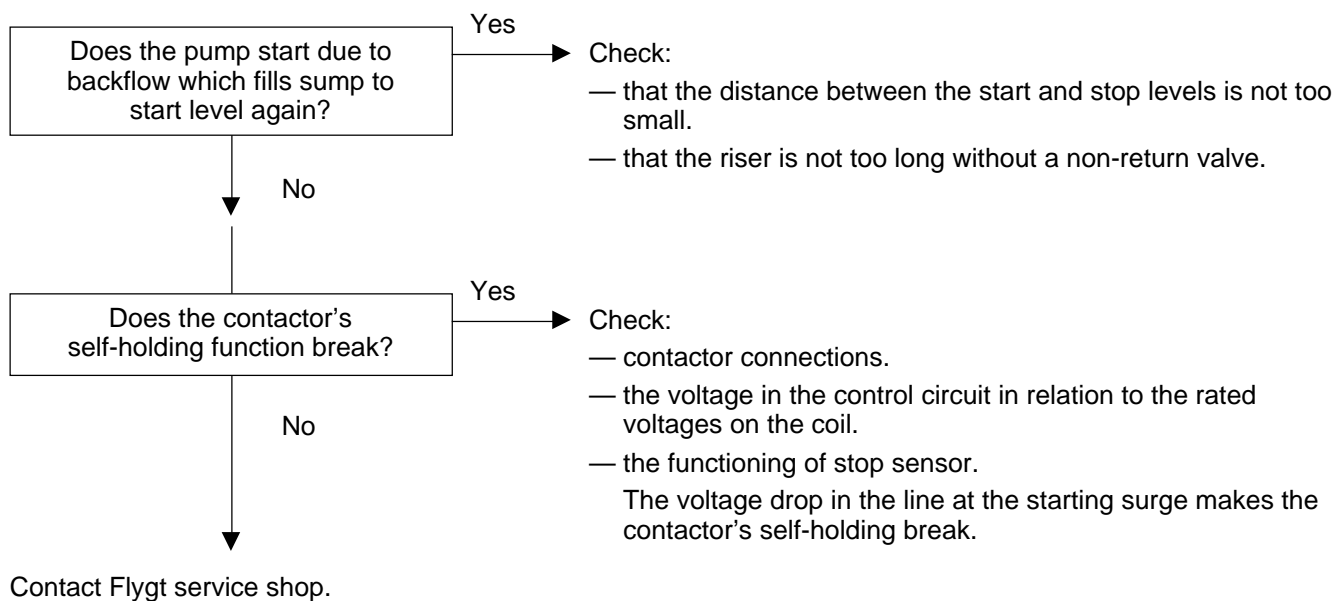 Does the pump start due to
backflow which fills sump to
start level again?
Yes
Check:
— that the distance between the start and stop levels is not too
small.
— that the riser is not too long without a non-return valve.
No
Does the contactor’s
self-holding function break?
Yes
Check:
— contactor connections.
— the voltage in the control circuit in relation to the rated
voltages on the coil.
— the functioning of stop sensor.
The voltage drop in the line at the starting surge makes the
contactor’s self-holding break.
No
Contact Flygt service shop.